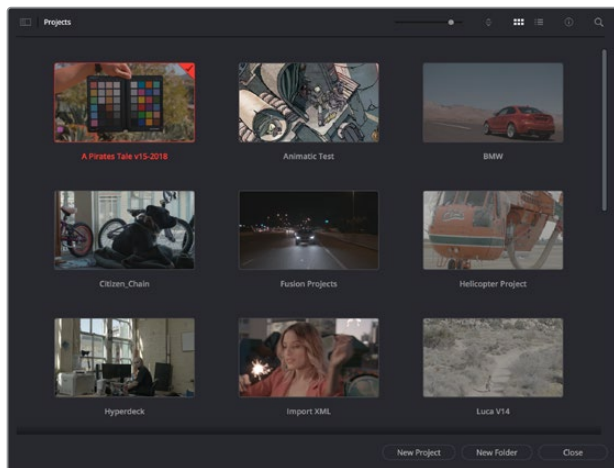 Projects
A Pirates Tale v15-2018
Animatic Test
BMW
Citizen_Chain
Fusion Projects
Helicopter Project
Hyperdeck
Import XML
Luca V14
New Project
New Folder
Close